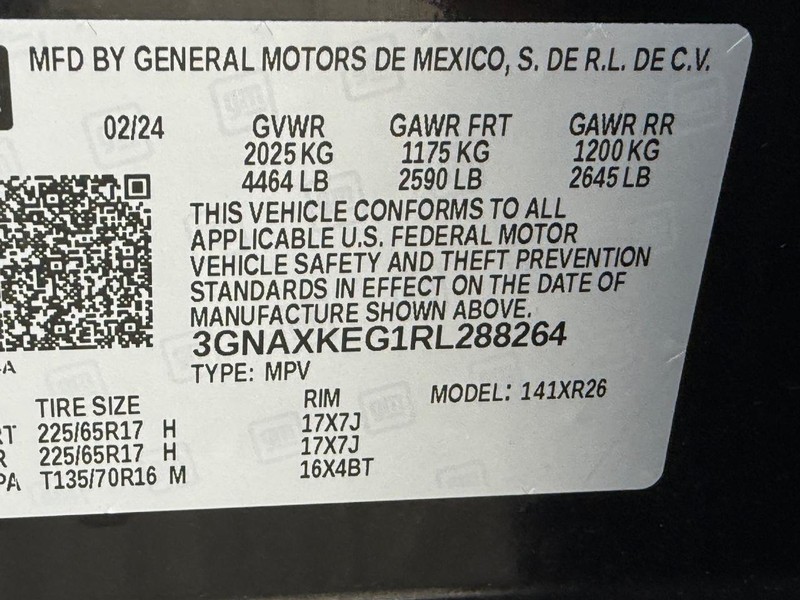 MFD BY GENERAL MOTORS DE MEXICO, S. DE R.L. DE C.V.
02/24 GVWR GAWR FRT GAWR RR
2025 KG 1175 KG 1200 KG
4464 LB 2590 LB 2645 LB
THIS VEHICLE CONFORMS TO ALL
APPLICABLE U.S. FEDERAL MOTOR
VEHICLE SAFETY AND THEFT PREVENTION
STANDARDS IN EFFECT ON THE DATE OF
MANUFACTURE SHOWN ABOVE.
3GNAXKEG1RL288264
TYPE: MPV
TIRE SIZE RIM MODEL: 141XR26
225/65R17 H 17X7J
225/65R17 H 17X7J
T135/70R16 M 16X4BT